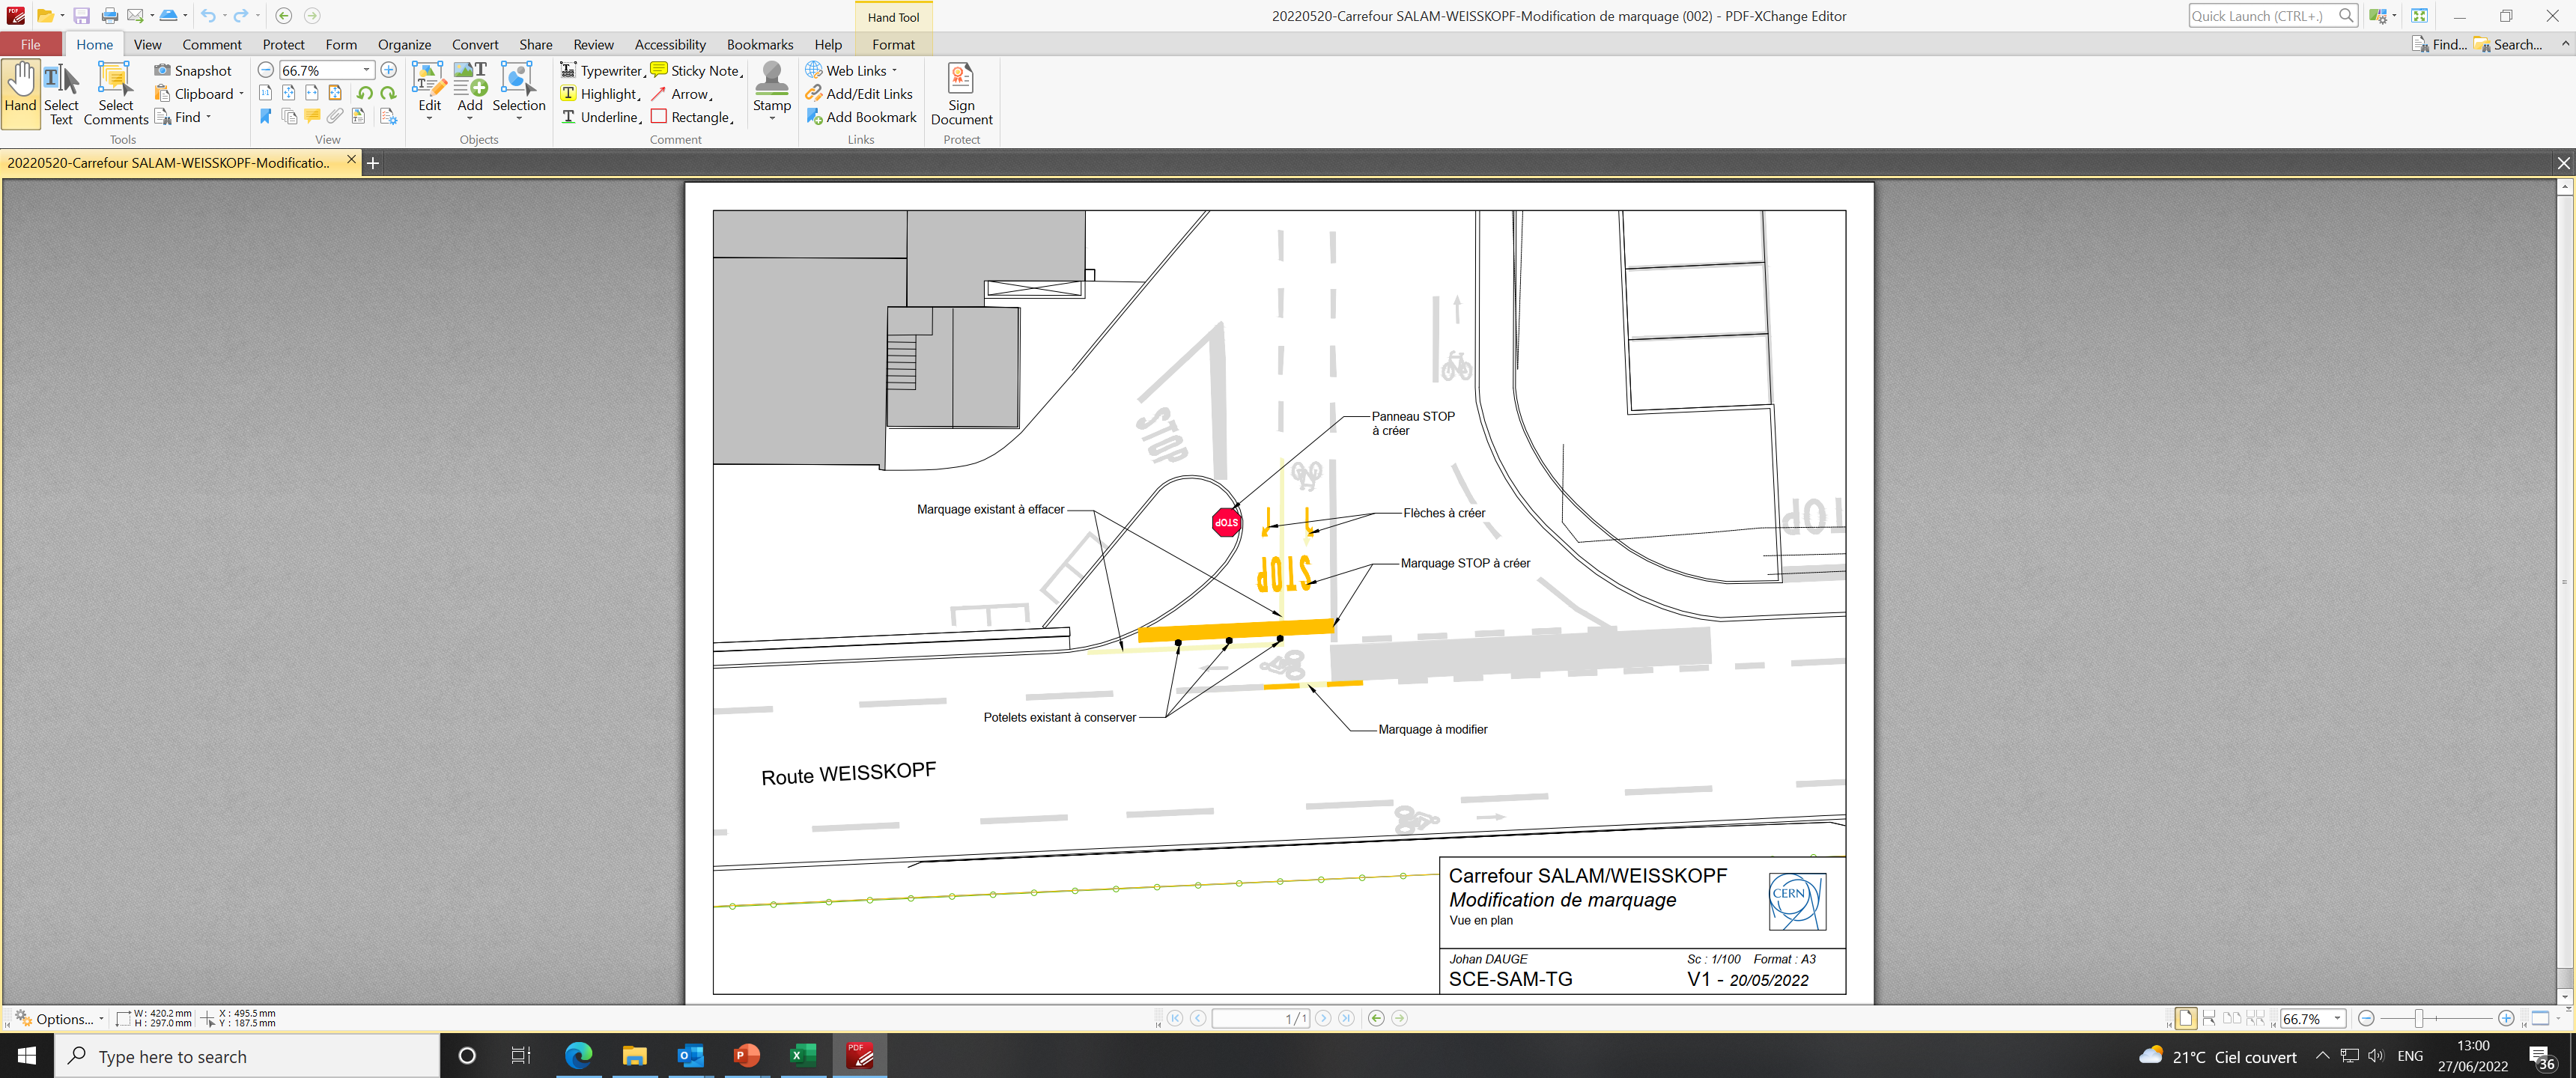 Hand Tool
20220520-Carrefour SALAM-WEISSKOPF-Modification de marquage (002) - PDF-XChange Editor
Quick Launch (CTRL+.)
File Home View Comment Protect Form Organize Convert Share Review Accessibility Bookmarks Help Format
Find... Search...
Hand
Select Text
Select Comments
Snapshot
Clipboard
Find
Tools
66.7%
View
Edit
Add
Selection
Objects
Typewriter
Highlight
Underline
Sticky Note
Arrow
Rectangle
Comment
Stamp
Web Links
Add/Edit Links
Add Bookmark
Links
Sign Document
Protect
20220520-Carrefour SALAM-WEISSKOPF-Modificatio..
Panneau STOP
à créer
STOP
Marquage existant à effacer
STOP
Flèches à créer
STOP
STOP
Marquage STOP à créer
Potelets existant à conserver
Marquage à modifier
Route WEISSKOPF
Carrefour SALAM/WEISSKOPF
Modification de marquage
Vue en plan
CERN
Johan DAUGE
Sc : 1/100 Format : A3
SCE-SAM-TG
V1 - 20/05/2022
Options...
W: 420.2 mm
H: 297.0 mm
X: 495.5 mm
Y: 187.5 mm
1/1
66.7%
Type here to search
21°C Ciel couvert
ENG
13:00
27/06/2022
36